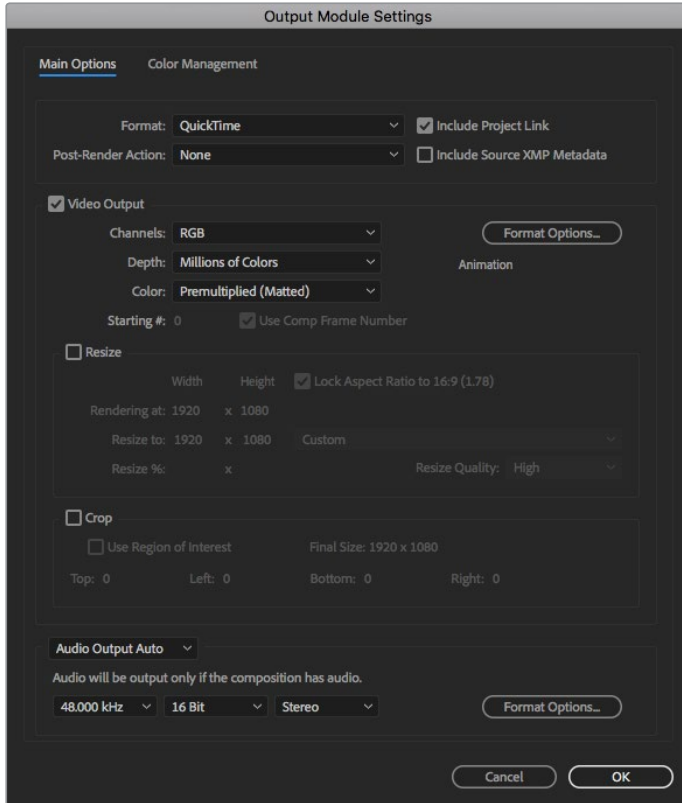 Output Module Settings
Main Options Color Management
Format: QuickTime Include Project Link
Post-Render Action: None Include Source XMP Metadata
Video Output
Channels: RGB Format Options...
Depth: Millions of Colors Animation
Color: Premultiplied (Matted)
Starting #: 0 Use Comp Frame Number
Resize
Width Height Lock Aspect Ratio to 16:9 (1.78)
Rendering at: 1920 x 1080
Resize to: 1920 x 1080 Custom
Resize %: x Resize Quality: High
Crop
Use Region of Interest Final Size: 1920 x 1080
Top: 0 Left: 0 Bottom: 0 Right: 0
Audio Output Auto
Audio will be output only if the composition has audio.
48.000 kHz 16 Bit Stereo Format Options...
Cancel OK